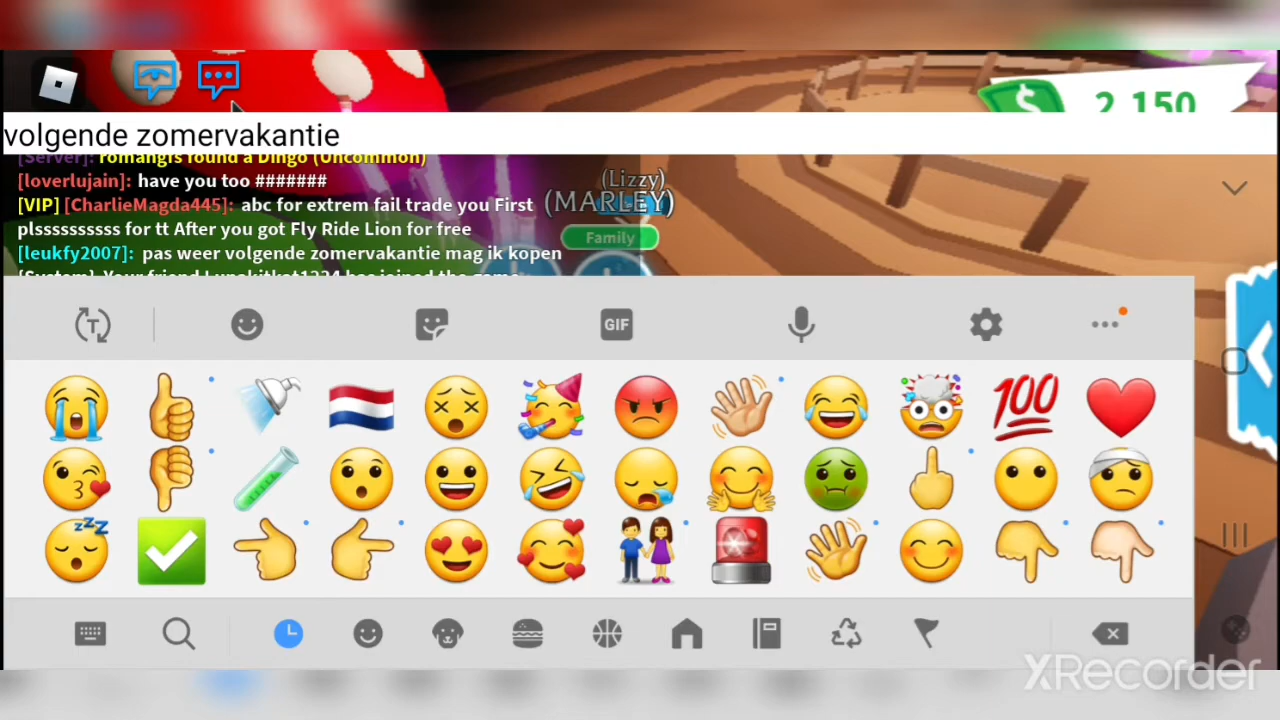 2,150
volgende zomervakantie
[Server]: romangfs found a Dingo (Uncommon)
[loverlujain]: have you too #######
[VIP] [CharlieMagda445]: abc for extrem fail trade you First
plssssssssss for tt After you got Fly Ride Lion for free
[leukfy2007]: pas weer volgende zomervakantie mag ik kopen
(Lizzy)
(MARLEY)
Family
T
GIF
100
XRecorder